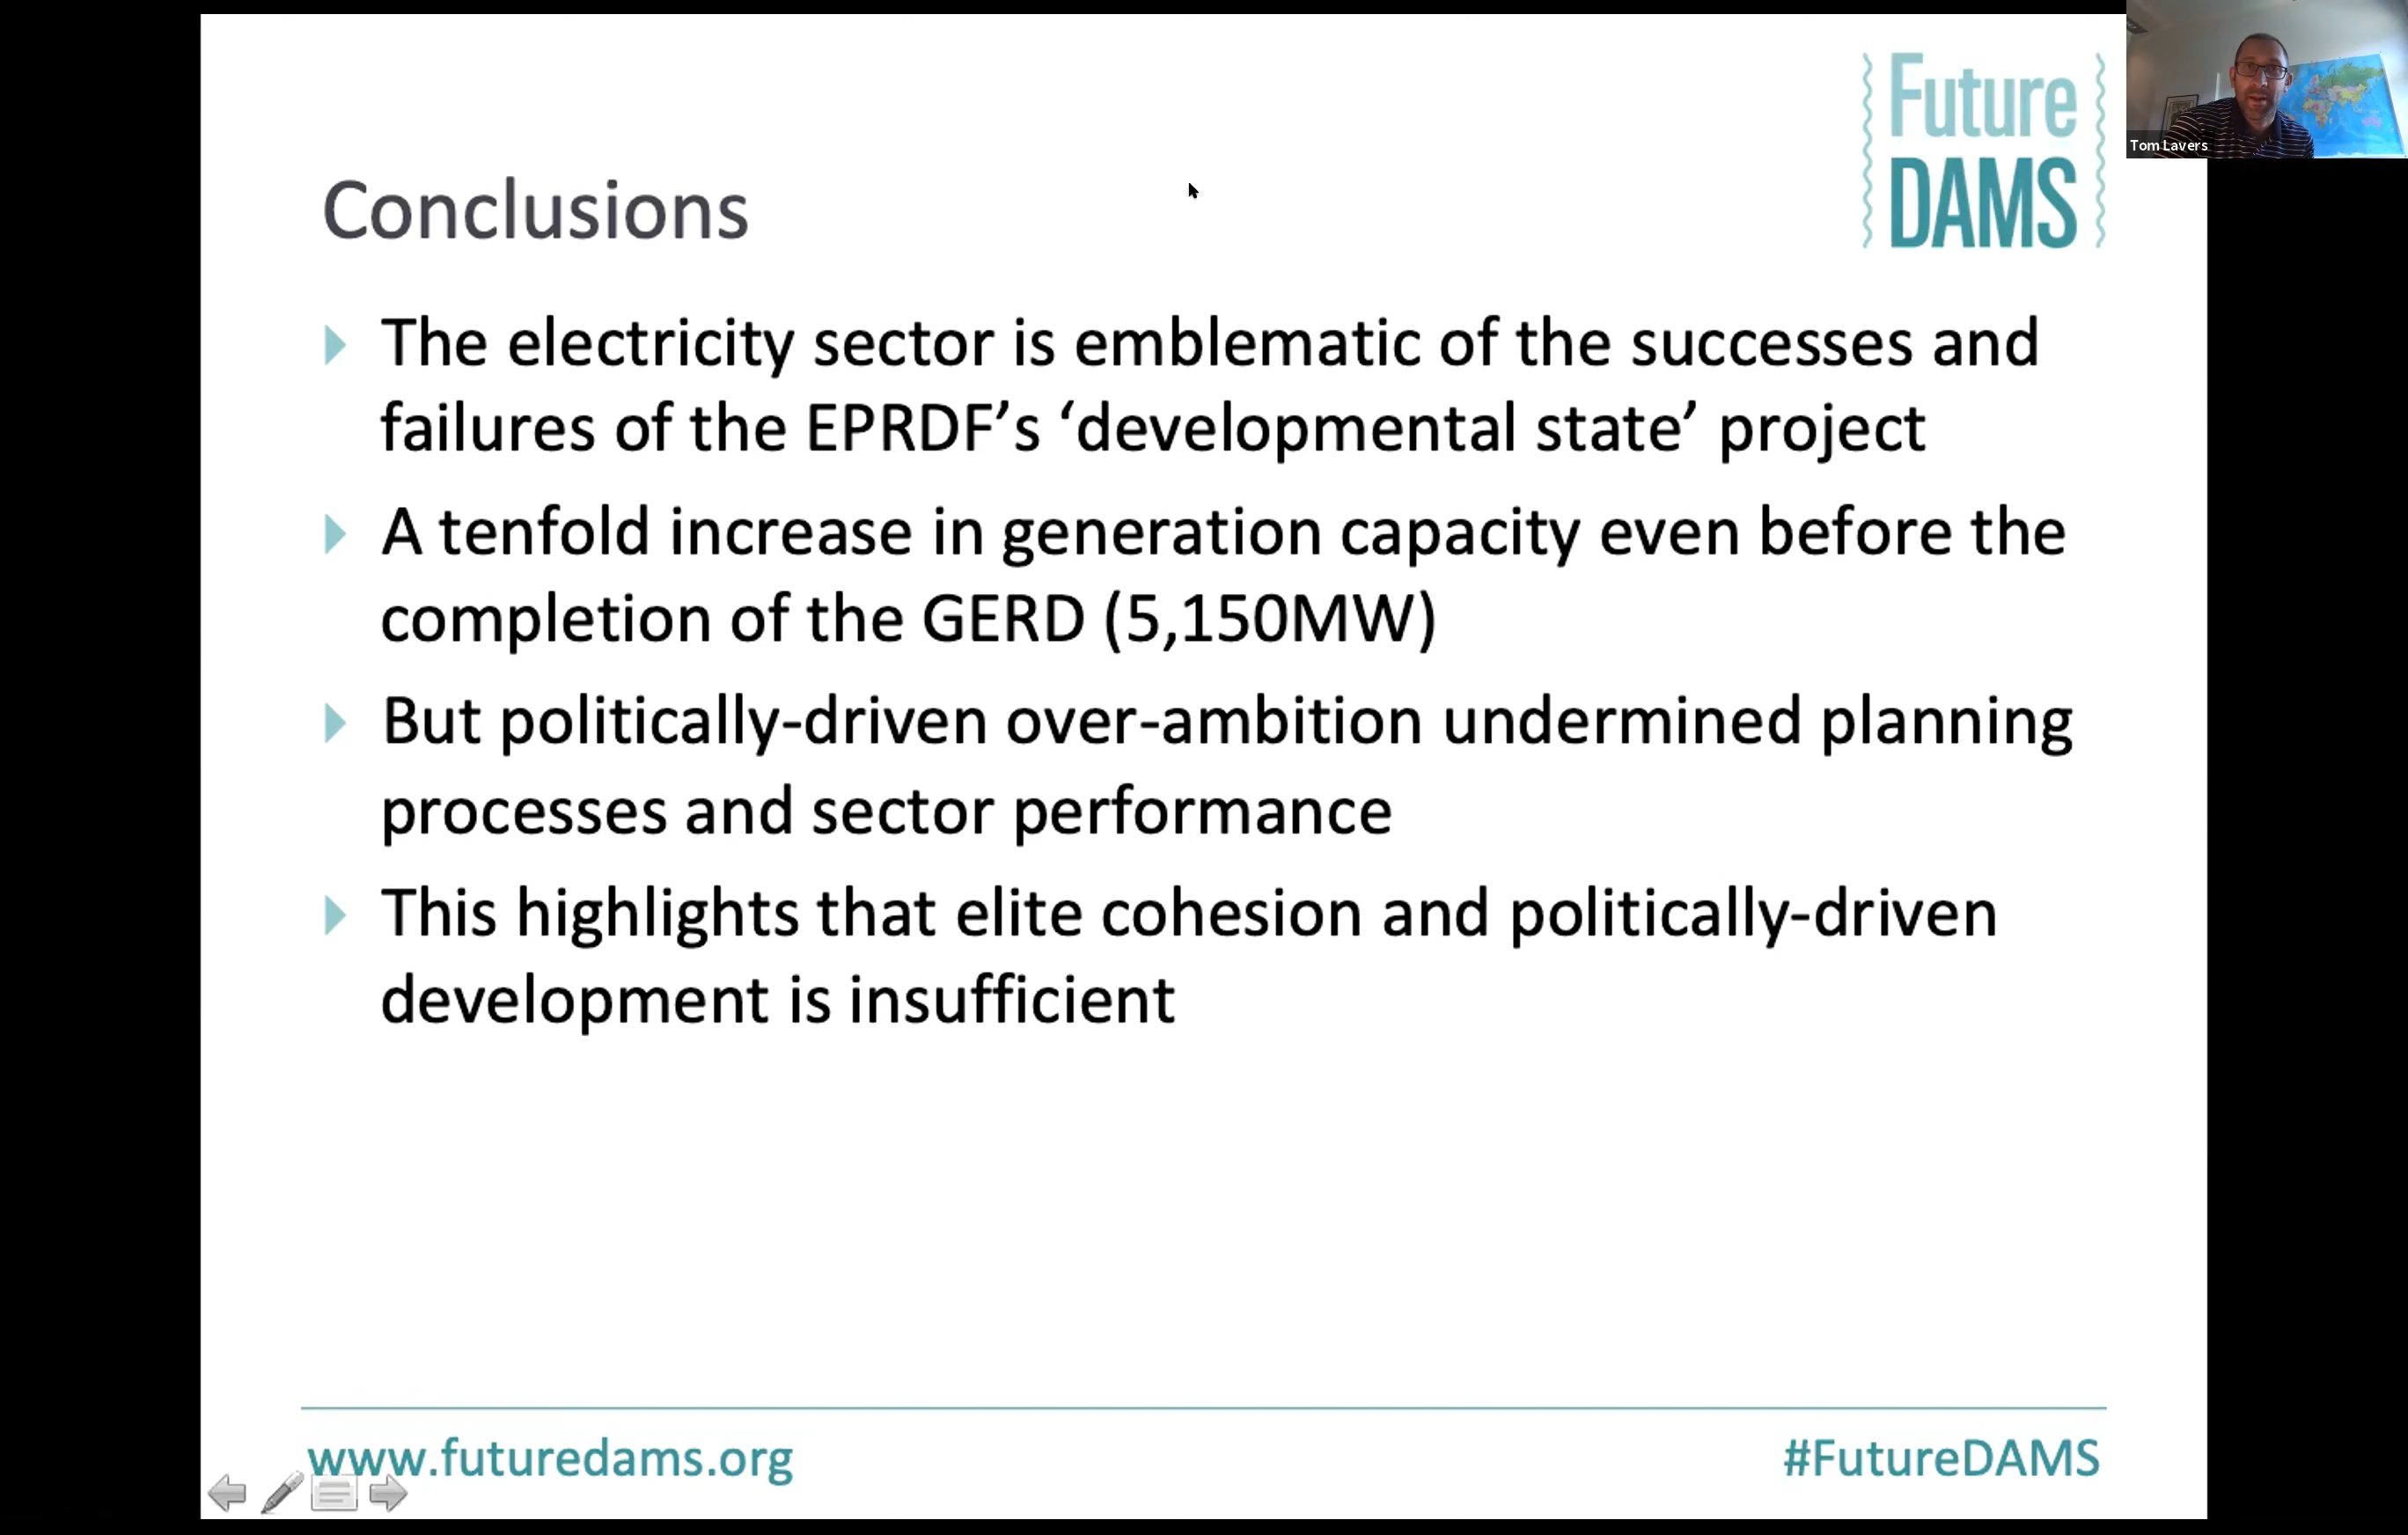 Future
DAMS
Tom Lavers
Conclusions
The electricity sector is emblematic of the successes and
failures of the EPRDF’s ‘developmental state’ project
A tenfold increase in generation capacity even before the
completion of the GERD (5,150MW)
But politically-driven over-ambition undermined planning
processes and sector performance
This highlights that elite cohesion and politically-driven
development is insufficient
www.futuredams.org
#FutureDAMS